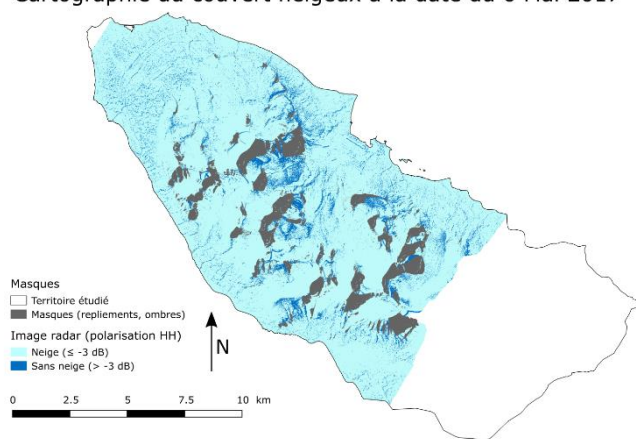 Cartographie du couvert neigeux à la date du Mai 2017
Masques
Territoire étudié
Masques (repliements, ombres)
Image radar (polarisation HH)
Neige (≤ -3 dB)
Sans neige (> -3 dB)
N
0 2.5 5 7.5 10 km